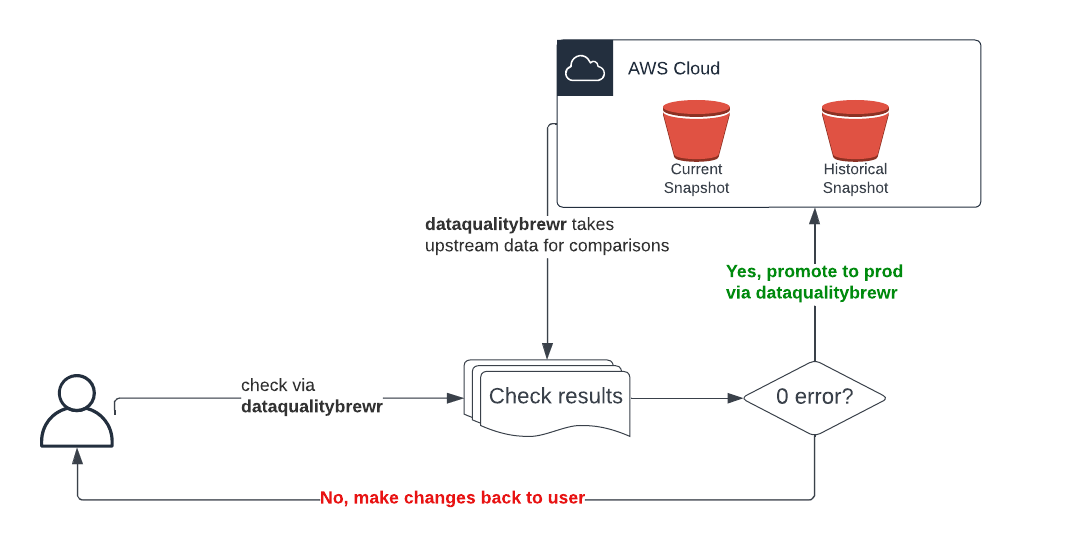 AWS Cloud
Current
Snapshot
Historical
Snapshot
dataqualitybrewr takes
upstream data for comparisons
Yes, promote to prod
via dataqualitybrewr
check via
dataqualitybrewr
Check results
0 error?
No, make changes back to user